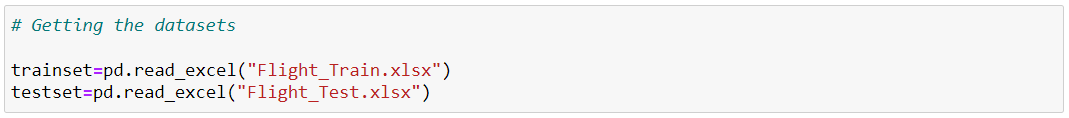 # Getting the datasets
trainset=pd.read_excel("Flight_Train.xlsx")
testset=pd.read_excel("Flight_Test.xlsx")